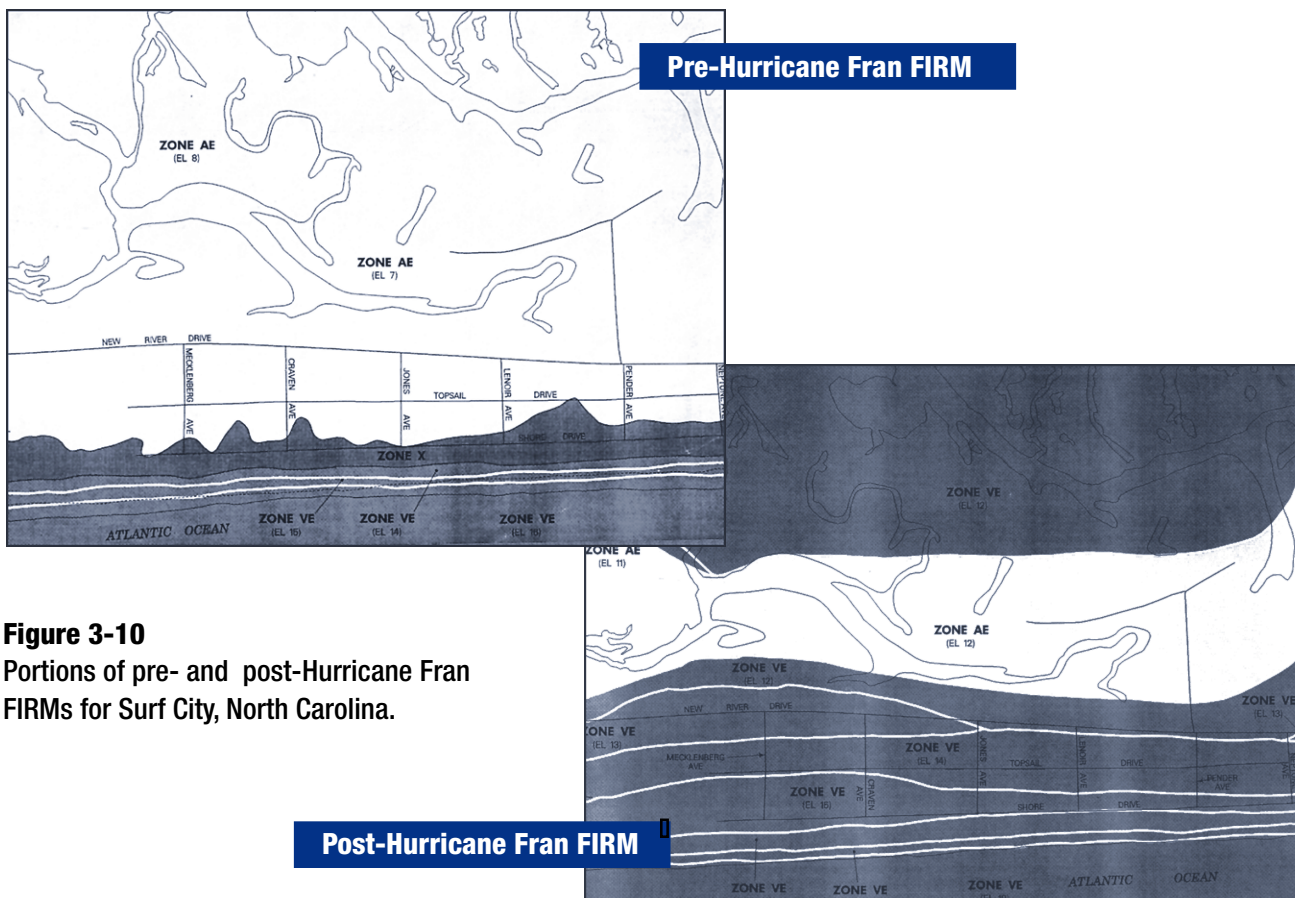 Pre-Hurricane Fran FIRM
ZONE AE
(EL 8)
ZONE AE
(EL 7)
NEW RIVER DRIVE
MECKLENBERG AVE
CRAVEN AVE
JONES AVE
LENOIR AVE
PENDER AVE
TOPSAIL DRIVE
SHORE DRIVE
ZONE X
ZONE VE
(EL 15)
ZONE VE
(EL 14)
ZONE VE
ATLANTIC OCEAN
ZONE VE
(EL 12)
ZONE AE
(EL 11)
ZONE AE
(EL 12)
ZONE VE
(EL 12)
ZONE VE
(EL 13)
NEW RIVER DRIVE
ZONE VE
(EL 13)
MECKLENBERG
AVE
ZONE VE
(EL 14)
JONES AVE
TOPSAIL DRIVE
LENOIR AVE
PENDER
AVE
ZONE VE
CRAVEN AVE
SHORE DRIVE
ZONE VE
ZONE VE
ZONE VE
ATLANTIC OCEAN
Figure 3-10
Portions of pre- and post-Hurricane Fran
FIRMs for Surf City, North Carolina.
Post-Hurricane Fran FIRM